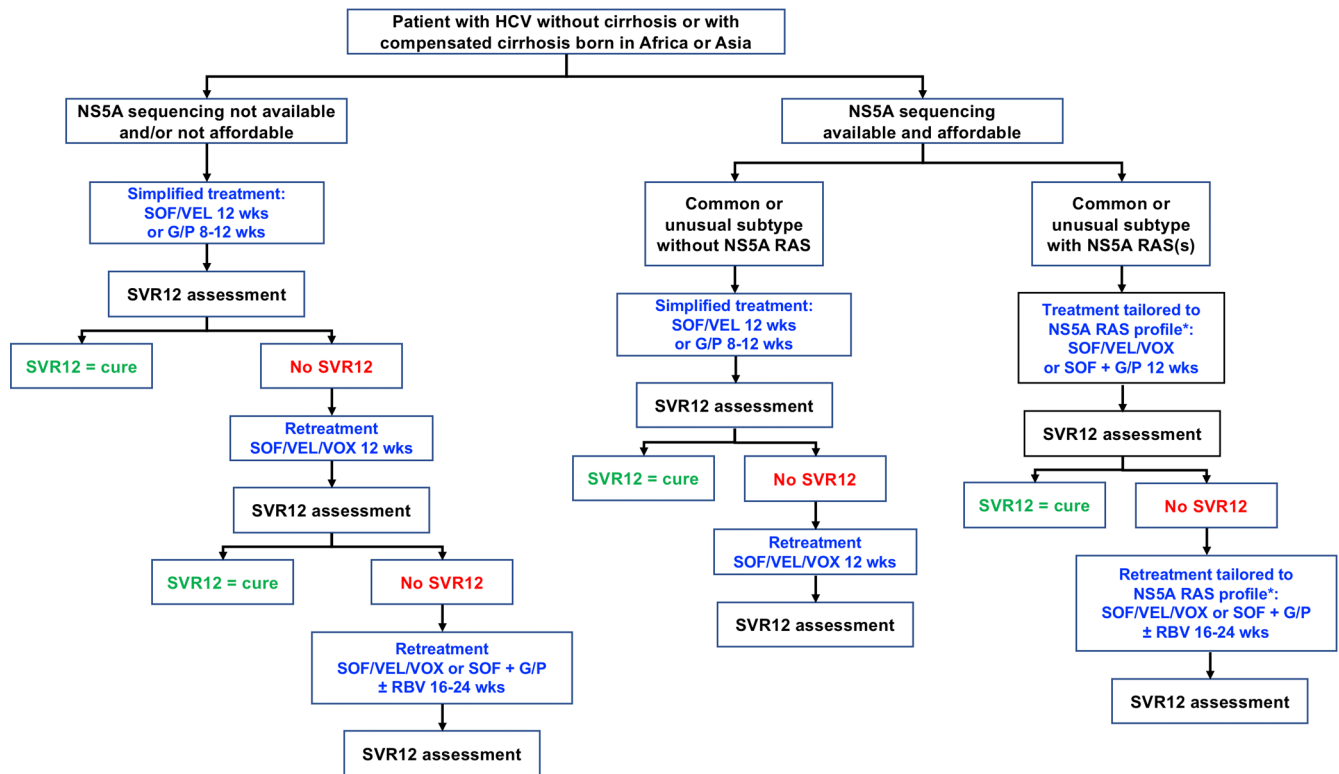 Patient with HCV without cirrhosis or with
compensated cirrhosis born in Africa or Asia
NS5A sequencing not available
and/or not affordable
Simplified treatment:
SOF/VEL 12 wks
or G/P 8-12 wks
SVR12 assessment
SVR12 = cure
No SVR12
Retreatment
SOF/VEL/VOX 12 wks
SVR12 assessment
SVR12 = cure
No SVR12
Retreatment
SOF/VEL/VOX or SOF + G/P
± RBV 16-24 wks
SVR12 assessment
NS5A sequencing
available and affordable
Common or
unusual subtype
without NS5A RAS
Simplified treatment:
SOF/VEL 12 wks
or G/P 8-12 wks
SVR12 assessment
SVR12 = cure
No SVR12
Retreatment
SOF/VEL/VOX 12 wks
SVR12 assessment
Common or
unusual subtype
with NS5A RAS(s)
Treatment tailored to
NS5A RAS profile*:
SOF/VEL/VOX
or SOF + G/P 12 wks
SVR12 assessment
SVR12 = cure
No SVR12
Retreatment tailored to
NS5A RAS profile*:
SOF/VEL/VOX or SOF + G/P
± RBV 16-24 wks
SVR12 assessment